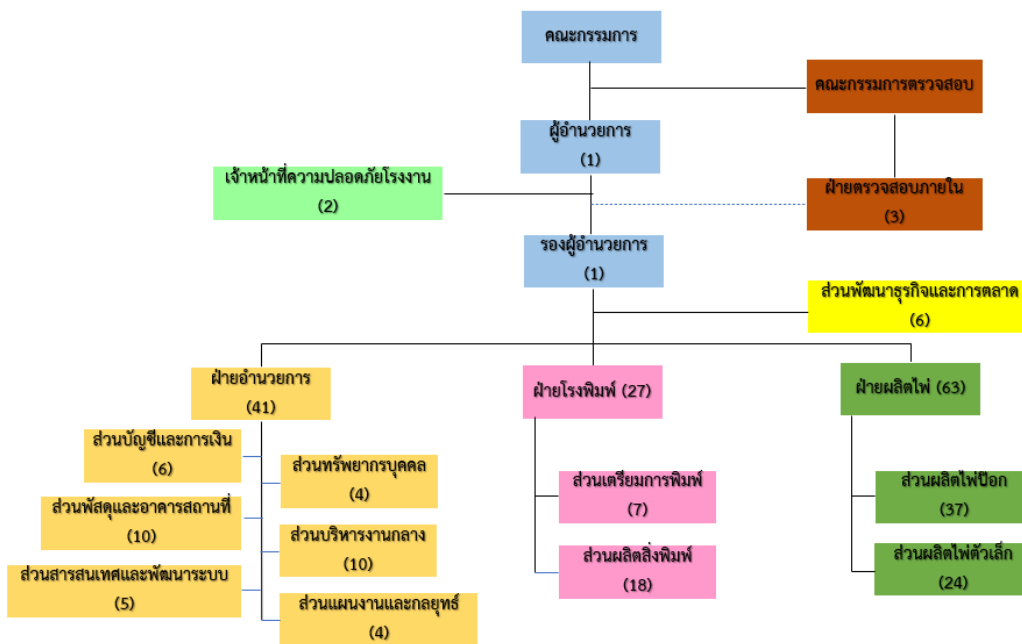 คณะกรรมการ
คณะกรรมการตรวจสอบ
ผู้อำนวยการ
(1)
เจ้าหน้าที่ความปลอดภัยโรงงาน
(2)
ฝ่ายตรวจสอบภายใน
(3)
รองผู้อำนวยการ
(1)
ส่วนพัฒนาธุรกิจและการตลาด
(6)
ฝ่ายอำนวยการ
(41)
ฝ่ายโรงพิมพ์ (27)
ฝ่ายผลิตไพ่ (63)
ส่วนบัญชีและการเงิน
(6)
ส่วนทรัพยากรบุคคล
(4)
ส่วนพัสดุและอาคารสถานที่
(10)
ส่วนบริหารงานกลาง
(10)
ส่วนสารสนเทศและพัฒนาระบบ
(5)
ส่วนแผนงานและกลยุทธ์
(4)
ส่วนเตรียมการพิมพ์
(7)
ส่วนผลิตสิ่งพิมพ์
(18)
ส่วนผลิตไพ่ป๊อก
(37)
ส่วนผลิตไพ่ตัวเล็ก
(24)